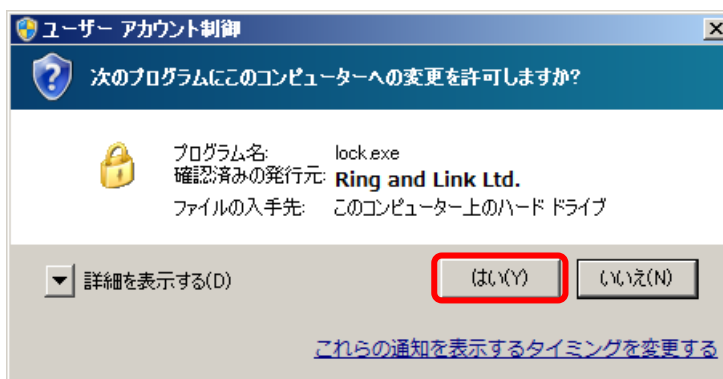 ユーザー アカウント制御
次のプログラムにこのコンピューターへの変更を許可しますか?
プログラム名: lock.exe
確認済みの発行元: Ring and Link Ltd.
ファイルの入手先: このコンピューター上のハード ドライブ
詳細を表示する(D) はい(Y) いいえ(N)
これらの通知を表示するタイミングを変更する